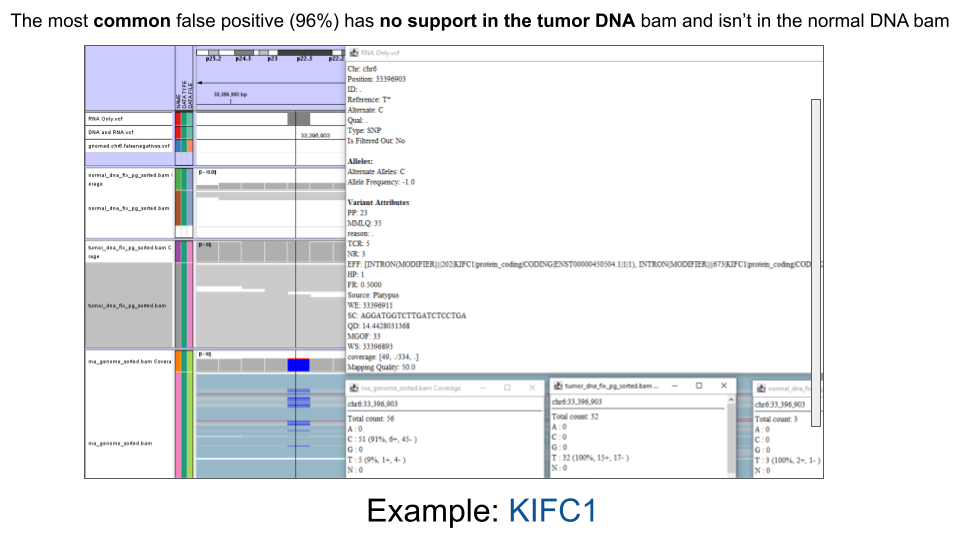 The most common false positive (96%) has no support in the tumor DNA bam and isn't in the normal DNA bam
p25.2 p24.3 p23 p22.3 p22.2
NAME
DATA TYPE
DATA FILE
33,396,900 bp
RNA Only.vcf
DNA and RNA.vcf
33,396,903
gnomad.chr6.falsenegatives.vcf
normal_dna_fix_pg_sorted.bam
erage
normal_dna_fix_pg_sorted.bam
tumor_dna_fix_pg_sorted.bam C
rage
tumor_dna_fix_pg_sorted.bam
rna_genome_sorted.bam Covera
rna_genome_sorted.bam
RNA Only.vcf
Chr: chr6
Position: 33396903
ID: .
Reference: T*
Alternate: C
Qual: .
Type: SNP
Is Filtered Out: No
Alleles:
Alternate Alleles: C
Allele Frequency: -1.0
Variant Attributes
PP: 23
MMLQ: 35
reason: .
TCR: 5
NR: 3
EFF: [INTRON(MODIFIER|||202|KIFC1|protein_coding|CODING|ENST00000450504.1|1|1), INTRON(MODIFIER|||673|KIFC1|protein_coding|COD
HP: 1
FR: 0.5000
Source: Platypus
WE: 33396911
SC: AGGATGGTCTTGATCTCCTGA
QD: 14.4428031368
MGOF: 33
WS: 33396893
coverage: [49, ./334, .]
Mapping Quality: 50.0
rna_genome_sorted.bam Coverage
chr6:33,396,903
Total count: 56
A : 0
C : 51 (91%, 6+, 45- )
G : 0
T : 5 (9%, 1+, 4- )
N : 0
tumor_dna_fix_pg_sorted.bam ...
chr6:33,396,903
Total count: 32
A : 0
C : 0
G : 0
T : 32 (100%, 15+, 17- )
N : 0
normal_dna_fix
chr6:33,396,903
Total count: 3
A : 0
C : 0
G : 0
T : 3 (100%, 2+, 1- )
N : 0
Example: KIFC1